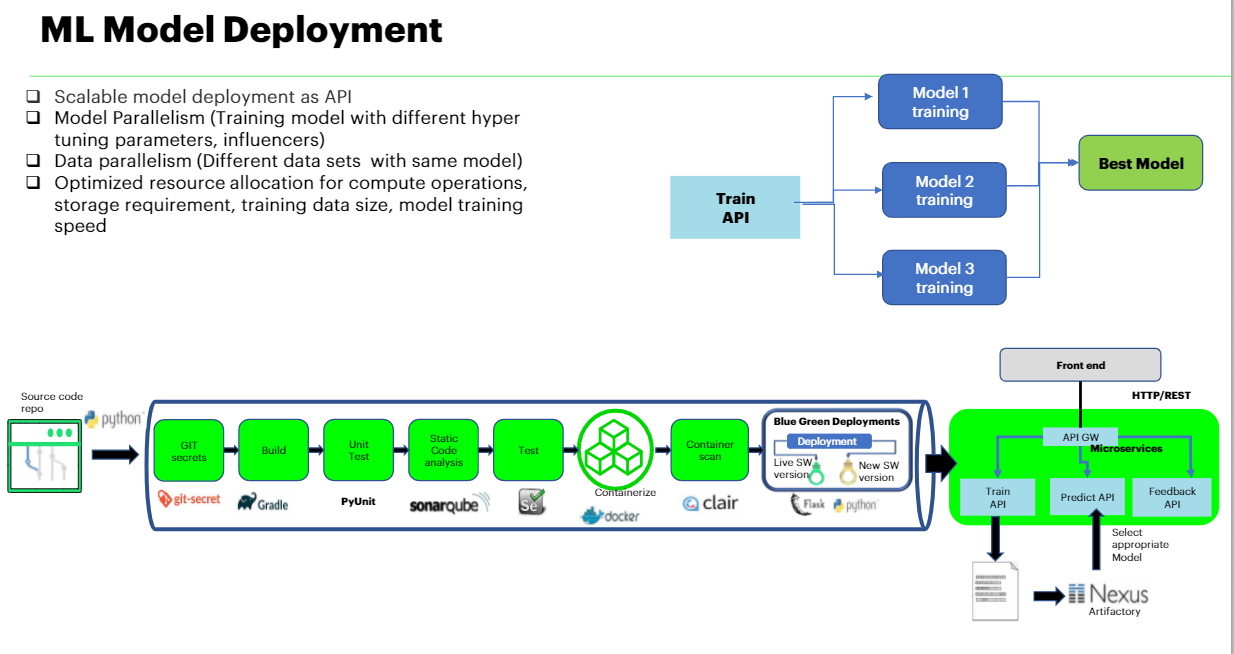 ML Model Deployment
Scalable model deployment as API
Model Parallelism (Training model with different hyper
tuning parameters, influencers)
Data parallelism (Different data sets with same model)
Optimized resource allocation for compute operations,
storage requirement, training data size, model training
speed
Train
API
Model 1
training
Model 2
training
Model 3
training
Best Model
Source code
repo
python
GIT
secrets
git-secret
Build
Gradle
Unit
Test
PyUnit
Static
Code
analysis
sonarqube
Test
Se
Containerize
docker
Container
scan
clair
Blue Green Deployments
Deployment
Live SW
version
New SW
version
Flask
python
Front end
HTTP/REST
API GW
Microservices
Train
API
Predict API
Feedback
API
Select
appropriate
Model
Nexus
Artifactory